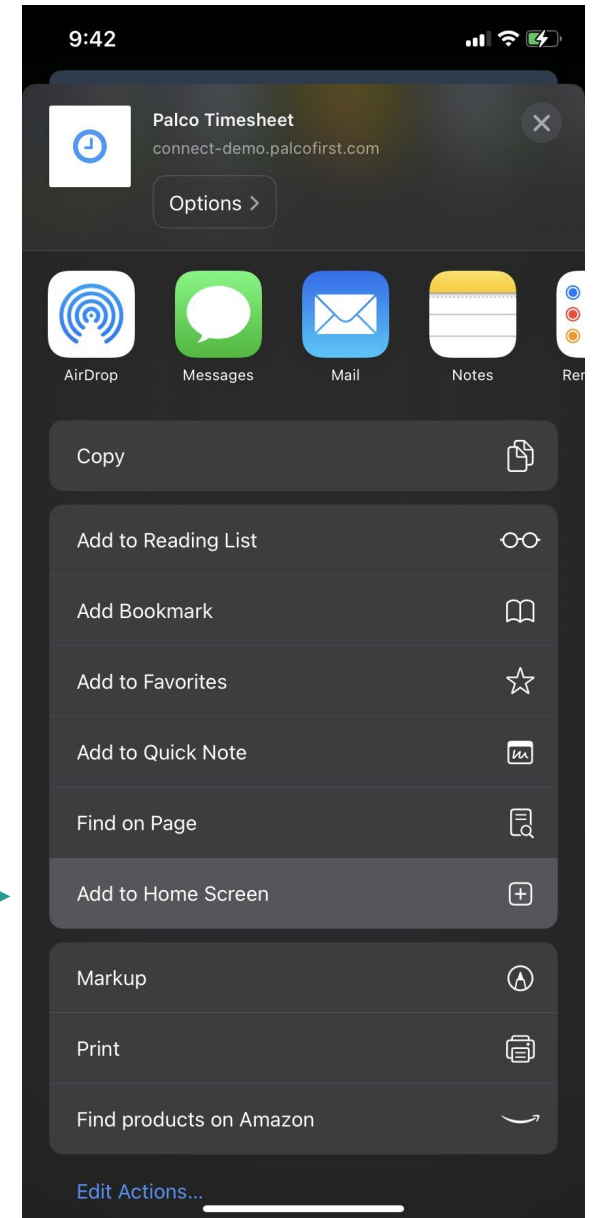 9:42
Palco Timesheet
connect-demo.palcofirst.com
Options
AirDrop
Messages
Mail
Notes
Rer
Copy
Add to Reading List
Add Bookmark
Add to Favorites
Add to Quick Note
Find on Page
Add to Home Screen
Markup
Print
Find products on Amazon
Edit Actions...